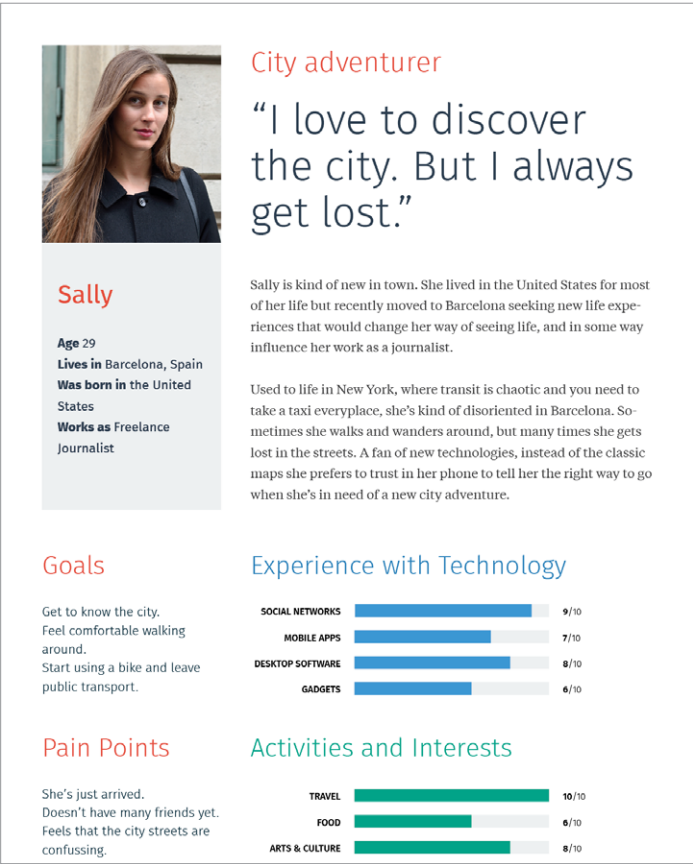 City adventurer
“I love to discover
the city. But I always
get lost.”
Sally
Age 29
Lives in Barcelona, Spain
Was born in the United
States
Works as Freelance
Journalist
Sally is kind of new in town. She lived in the United States for most
of her life but recently moved to Barcelona seeking new life expe-
riences that would change her way of seeing life, and in some way
influence her work as a journalist.
Used to life in New York, where transit is chaotic and you need to
take a taxi everyplace, she’s kind of disoriented in Barcelona. So-
metimes she walks and wanders around, but many times she gets
lost in the streets. A fan of new technologies, instead of the classic
maps she prefers to trust in her phone to tell her the right way to go
when she’s in need of a new city adventure.
Goals
Get to know the city.
Feel comfortable walking
around.
Start using a bike and leave
public transport.
Experience with Technology
SOCIAL NETWORKS 9/10
MOBILE APPS 7/10
DESKTOP SOFTWARE 8/10
GADGETS 6/10
Pain Points
She’s just arrived.
Doesn’t have many friends yet.
Feels that the city streets are
confussing.
Activities and Interests
TRAVEL 10/10
FOOD 6/10
ARTS & CULTURE 8/10